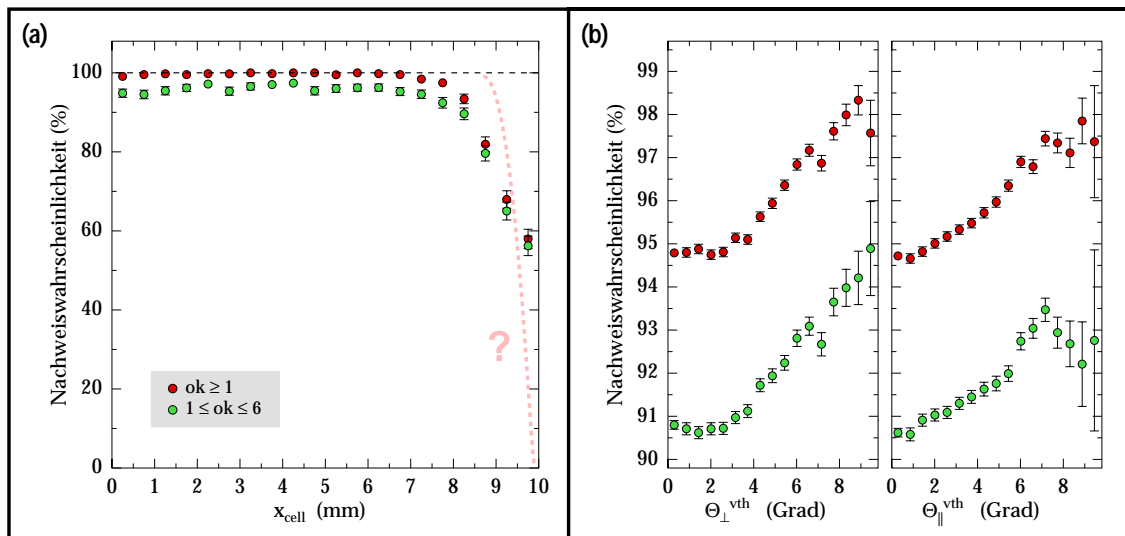 (a)
Nachweiswahrscheinlichkeit (%)
100
80
60
40
20
0
?
ok ≥ 1
1 ≤ ok ≤ 6
0 1 2 3 4 5 6 7 8 9 10
x_cell (mm)
(b)
Nachweiswahrscheinlichkeit (%)
99
98
97
96
95
94
93
92
91
90
0 2 4 6 8
0 2 4 6 8
Θ⊥^vth (Grad)
Θ∥^vth (Grad)